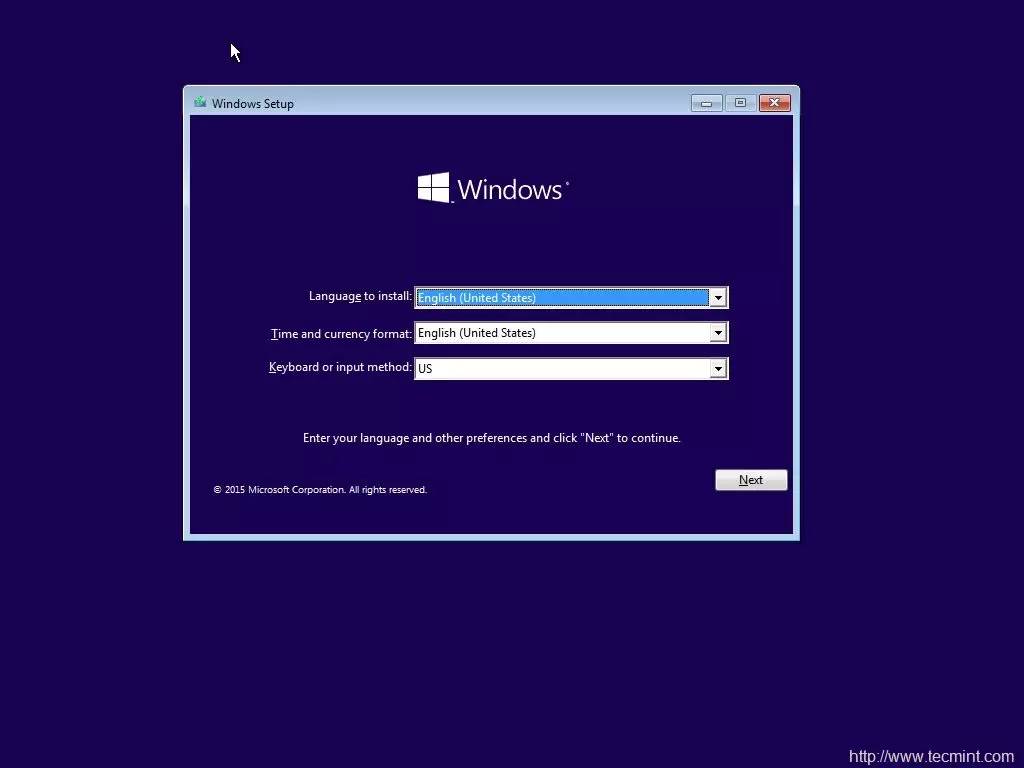 Windows Setup
Windows
Language to install: English (United States)
Time and currency format: English (United States)
Keyboard or input method: US
Enter your language and other preferences and click "Next" to continue.
Next
© 2015 Microsoft Corporation. All rights reserved.
http://www.tecmint.com